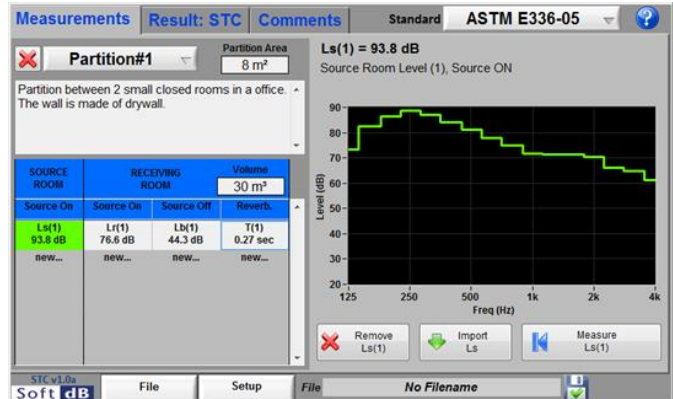 Measurements Result: STC Comments Standard ASTM E336-05 ?
Partition#1
Partition Area
8 m²
Partition between 2 small closed rooms in a office.
The wall is made of drywall.
SOURCE ROOM
RECEIVING ROOM
Volume
30 m³
Source On Source On Source Off Reverb.
Ls(1) Lr(1) Lb(1) T(1)
93.8 dB 76.6 dB 44.3 dB 0.27 sec
new... new... new... new...
Ls(1) = 93.8 dB
Source Room Level (1), Source ON
Level (dB)
90
80
70
60
50
40
30
20
125 250 500 1k 2k 4k
Freq (Hz)
Remove Ls(1)
Import Ls
Measure Ls(1)
STC v1.0a
Soft dB
File Setup File No Filename